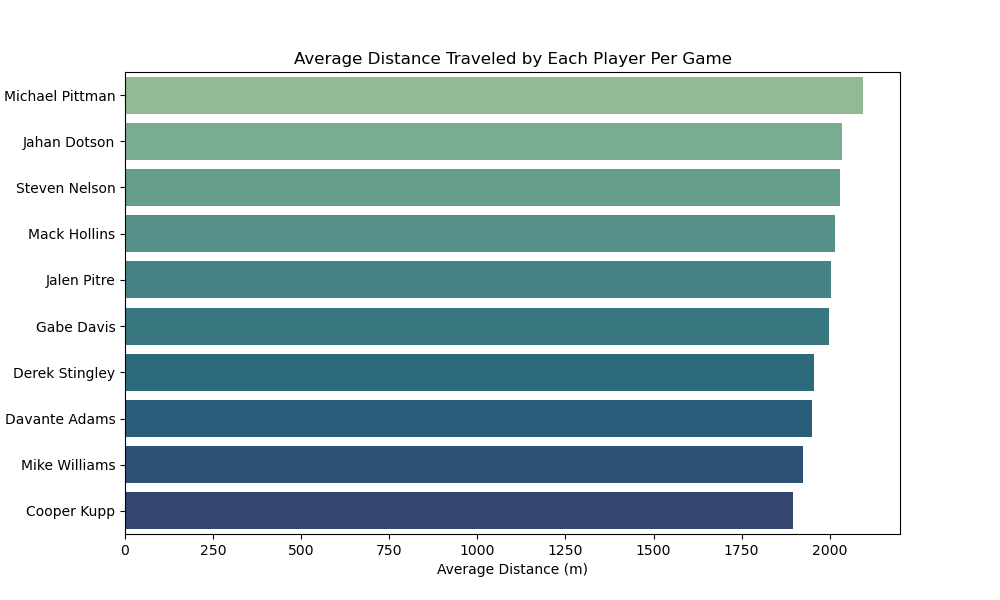 Average Distance Traveled by Each Player Per Game
Michael Pittman
Jahan Dotson
Steven Nelson
Mack Hollins
Jalen Pitre
Gabe Davis
Derek Stingley
Davante Adams
Mike Williams
Cooper Kupp
0 250 500 750 1000 1250 1500 1750 2000
Average Distance (m)